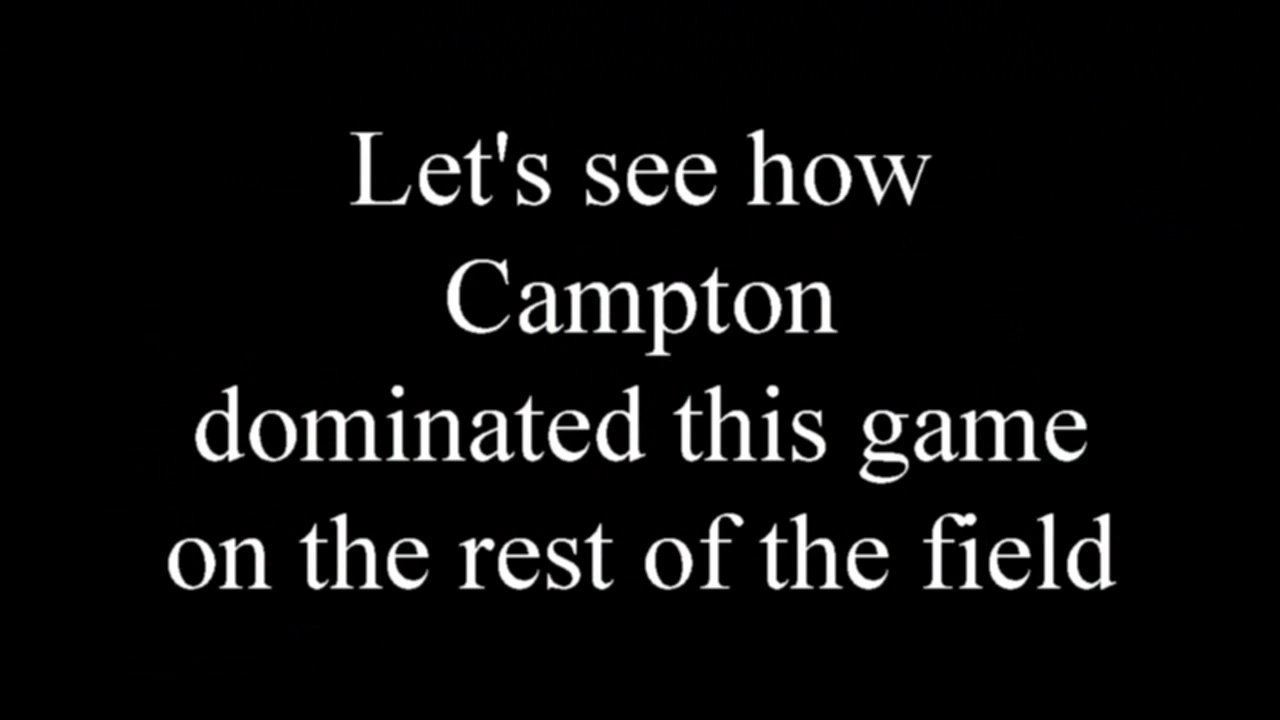 Let's see how
Campton
dominated this game
on the rest of the field